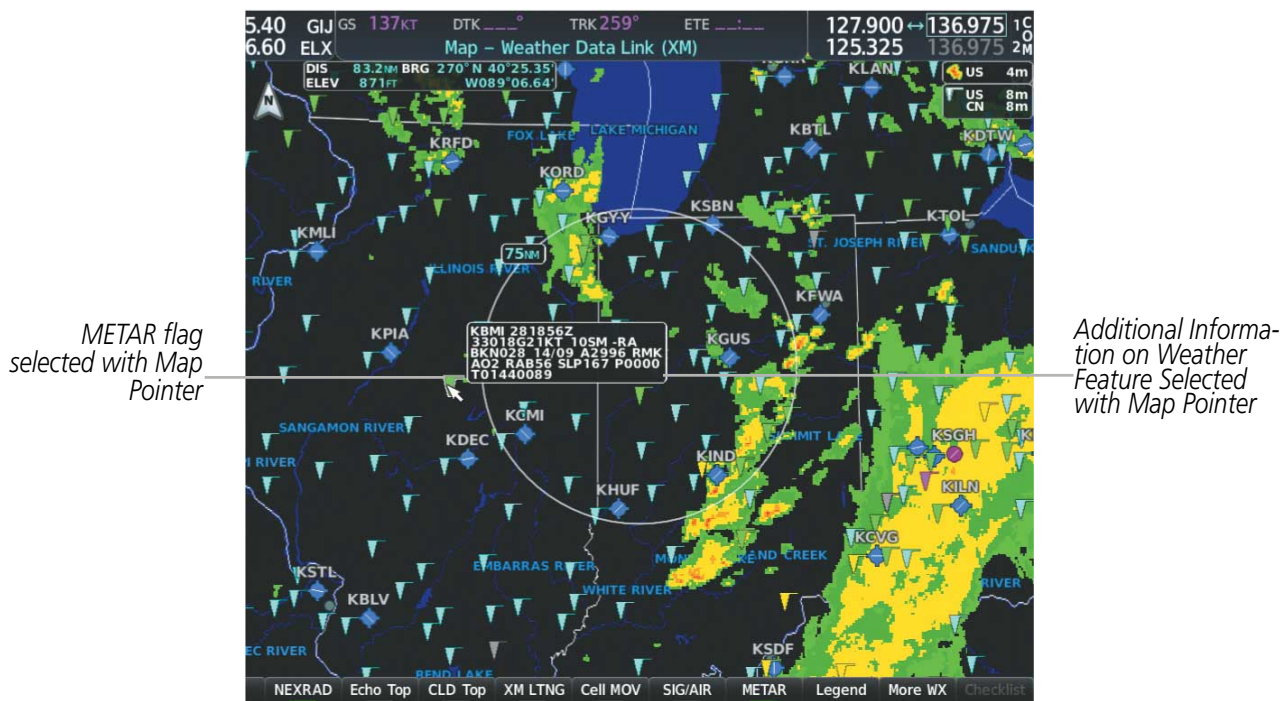 5.40 GIJ GS 137KT DTK ___° TRK 259° ETE __:__ 127.900 ↔ 136.975 1 COM
6.60 ELX Map – Weather Data Link (XM) 125.325 136.975 2
DIS 83.2NM BRG 270° N 40°25.35'
ELEV 871FT W089°06.64'
US 4m
US 8m
CN 8m
N
KLAN
FOX LAKE
LAKE MICHIGAN
KBTL
KDTW
KRFD
KORD
KSBN
KGYY
KTOL
KMLI
ST. JOSEPH RIVER
SANDUSK
75NM
ILLINOIS RIVER
RIVER
KFWA
KPIA
KGUS
KBMI 281856Z
33018G21KT 10SM -RA
BKN028 14/09 A2996 RMK
AO2 RAB56 SLP167 P0000
T01440089
METAR flag
selected with Map
Pointer
Additional Informa-
tion on Weather
Feature Selected
with Map Pointer
KCMI
SANGAMON RIVER
KDEC
KSGH
PI RIVER
KIND
KILN
KHUF
KCVG
EMBARRAS RIVER
AND CREEK
KSTL
WHITE RIVER
RIVER
KBLV
EC RIVER
KSDF
REND LAKE
NEXRAD Echo Top CLD Top XM LTNG Cell MOV SIG/AIR METAR Legend More WX Checklist